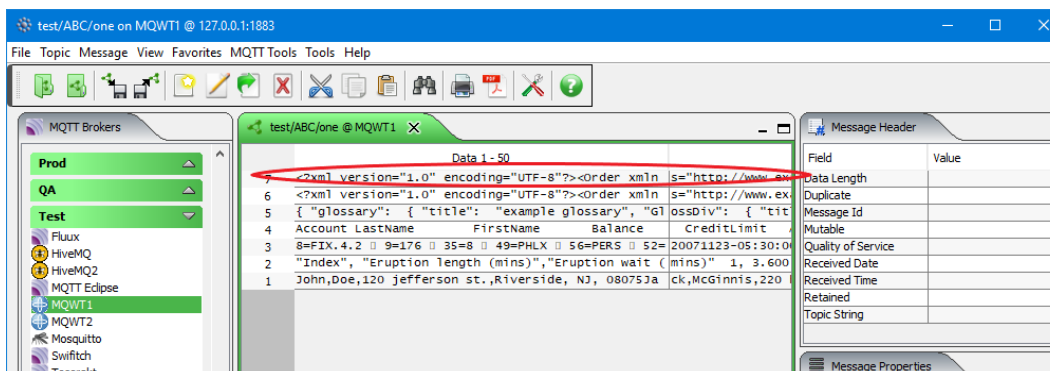 test/ABC/one on MQWT1 @ 127.0.0.1:1883
File Topic Message View Favorites MQTT Tools Tools Help
PDF
MQTT Brokers
Prod
QA
Test
Fluux
HiveMQ
HiveMQ2
MQTT Eclipse
MQWT1
MQWT2
Mosquitto
Swifitch
test/ABC/one @ MQWT1
Data 1 - 50
7 <?xml version="1.0" encoding="UTF-8"?><Order xmln s="http://www.ex
6 <?xml version="1.0" encoding="UTF-8"?><Order xmln s="http://www.ex
5 { "glossary": { "title": "example glossary", "Gl ossDiv": { "tit
4 Account LastName FirstName Balance CreditLimit
3 8=FIX.4.2 ▯ 9=176 ▯ 35=8 ▯ 49=PHLX ▯ 56=PERS ▯ 52= 20071123-05:30:0
2 "Index", "Eruption length (mins)","Eruption wait ( mins)" 1, 3.600
1 John,Doe,120 jefferson st.,Riverside, NJ, 08075Ja ck,McGinnis,220
Message Header
Field Value
Data Length
Duplicate
Message Id
Mutable
Quality of Service
Received Date
Received Time
Retained
Topic String
Message Properties